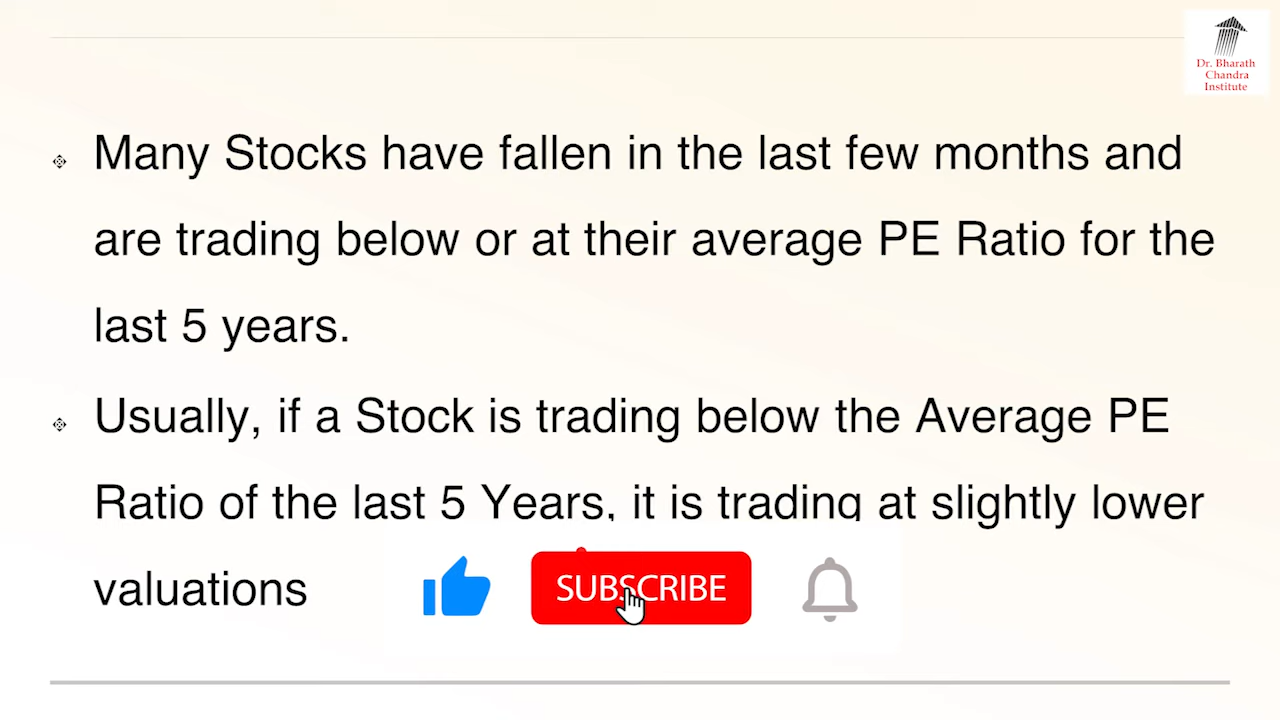 Dr. Bharath
Chandra
Institute
Many Stocks have fallen in the last few months and
are trading below or at their average PE Ratio for the
last 5 years.
Usually, if a Stock is trading below the Average PE
Ratio of the last 5 Years, it is trading at slightly lower
valuations
SUBSCRIBE